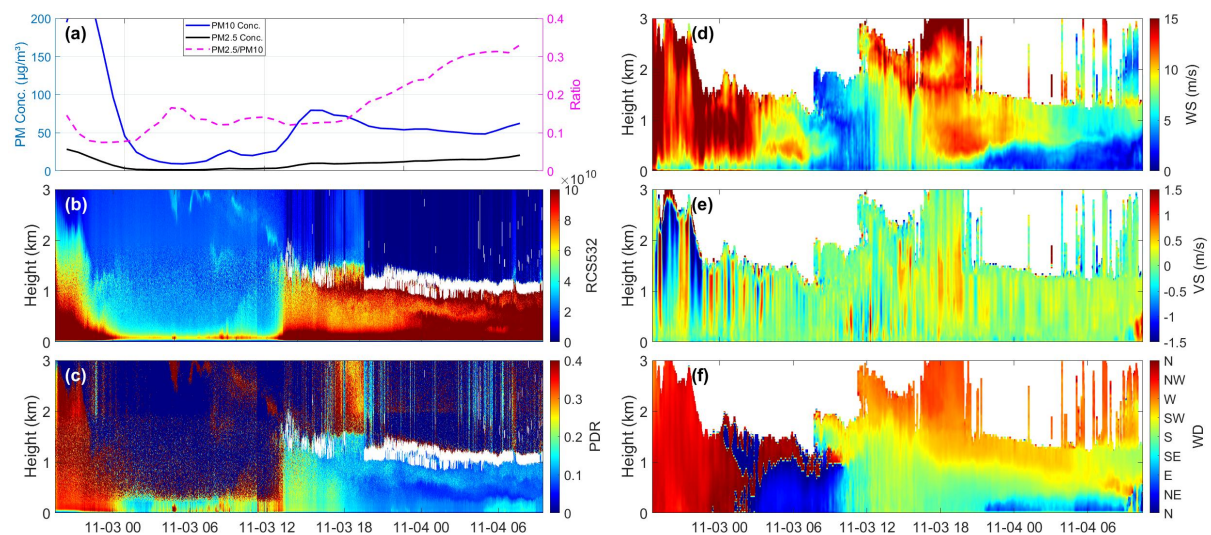 (a)
PM10 Conc.
PM2.5 Conc.
PM2.5/PM10
PM Conc. (µg/m³)
200
150
100
50
0
0.4
0.3
0.2
0.1
0.0
Ratio
(b)
Height (km)
3
2
1
0
×10^10
10
8
6
4
2
0
RCS532
(c)
Height (km)
3
2
1
0
0.4
0.3
0.2
0.1
0
PDR
11-03 00 11-03 06 11-03 12 11-03 18 11-04 00 11-04 06
(d)
Height (km)
3
2
1
0
15
10
5
0
WS (m/s)
(e)
Height (km)
3
2
1
0
1.5
1
0.5
0
-0.5
-1
-1.5
VS (m/s)
(f)
Height (km)
3
2
1
0
N
NW
W
SW
S
SE
E
NE
N
WD
11-03 00 11-03 06 11-03 12 11-03 18 11-04 00 11-04 06